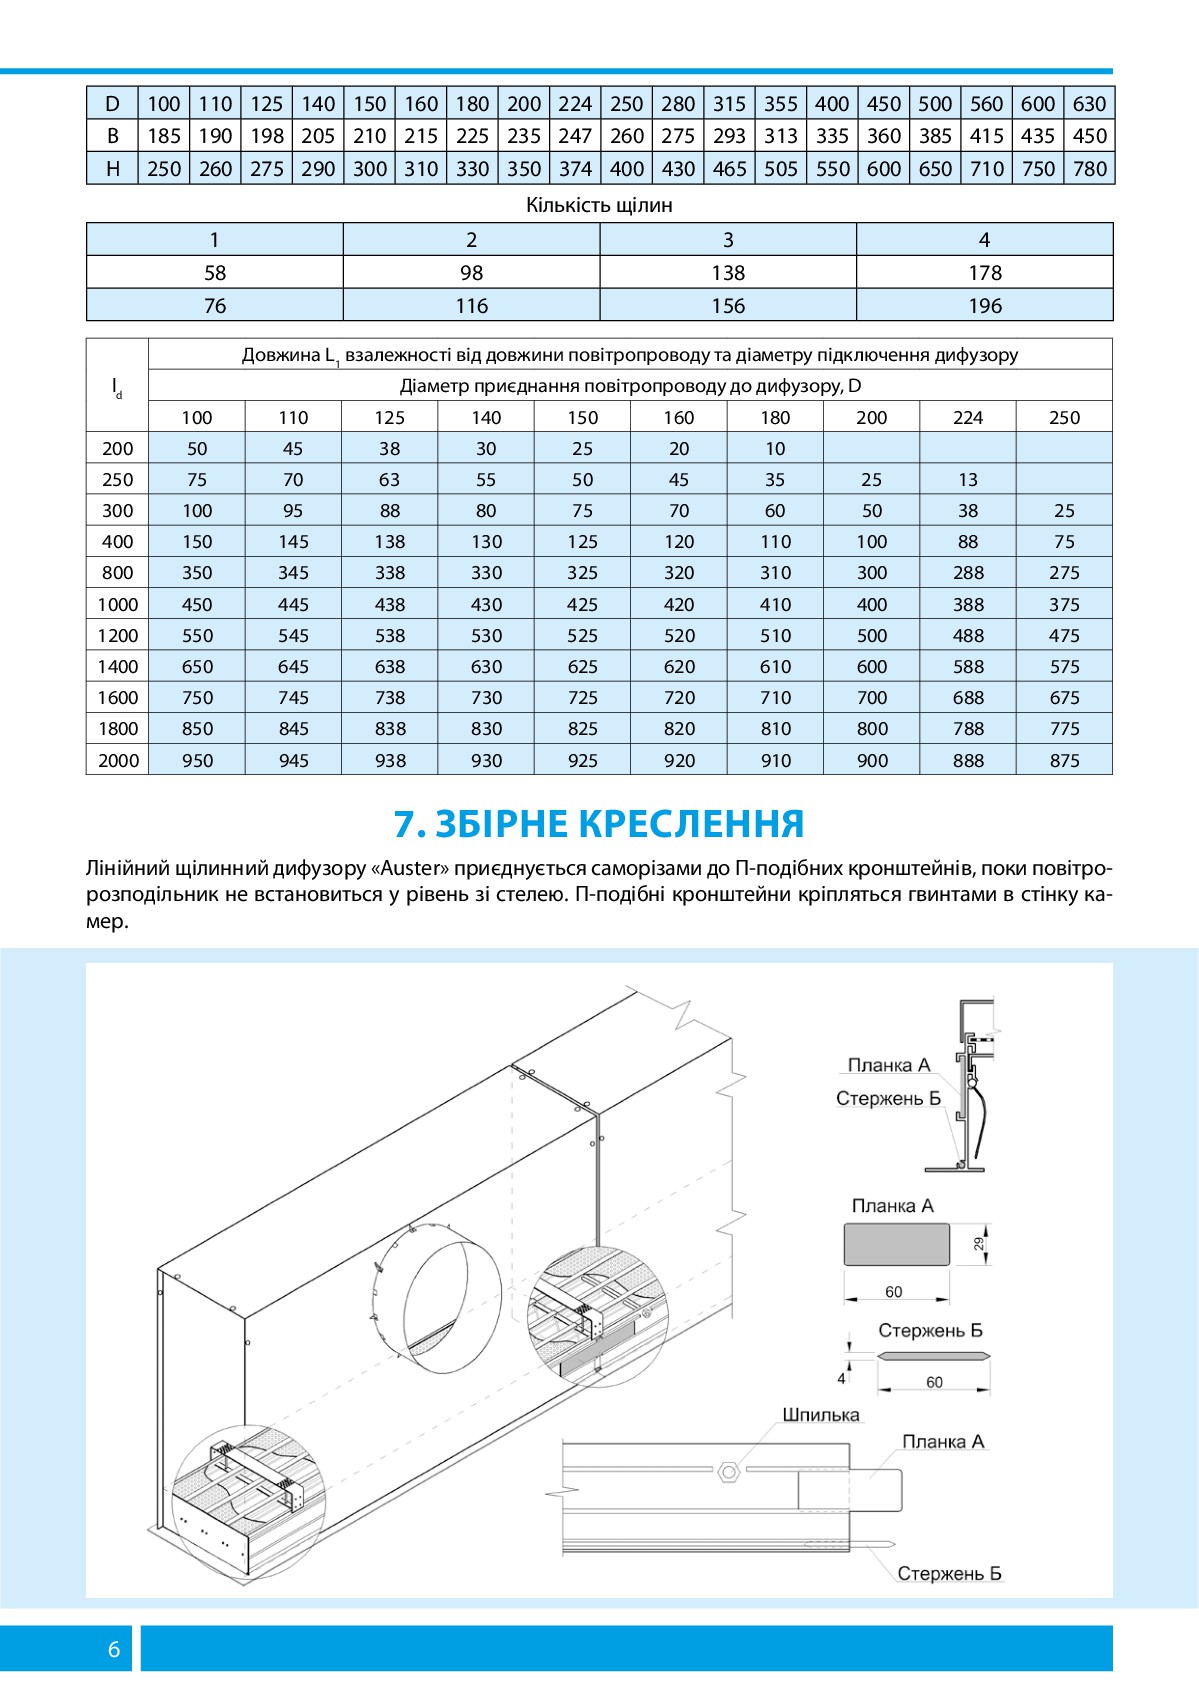 D 100 110 125 140 150 160 180 200 224 250 280 315 355 400 450 500 560 600 630
B 185 190 198 205 210 215 225 235 247 260 275 293 313 335 360 385 415 435 450
H 250 260 275 290 300 310 330 350 374 400 430 465 505 550 600 650 710 750 780
Кількість щілин
1 2 3 4
58 98 138 178
76 116 156 196
Довжина L1 взалежності від довжини повітропроводу та діаметру підключення дифузору
ld Діаметр приєднання повітропроводу до дифузору, D
100 110 125 140 150 160 180 200 224 250
200 50 45 38 30 25 20 10
250 75 70 63 55 50 45 35 25 13
300 100 95 88 80 75 70 60 50 38 25
400 150 145 138 130 125 120 110 100 88 75
800 350 345 338 330 325 320 310 300 288 275
1000 450 445 438 430 425 420 410 400 388 375
1200 550 545 538 530 525 520 510 500 488 475
1400 650 645 638 630 625 620 610 600 588 575
1600 750 745 738 730 725 720 710 700 688 675
1800 850 845 838 830 825 820 810 800 788 775
2000 950 945 938 930 925 920 910 900 888 875
7. ЗБІРНЕ КРЕСЛЕННЯ
Лінійний щілинний дифузору «Auster» приєднується саморізами до П-подібних кронштейнів, поки повітро-
розподільник не встановиться у рівень зі стелею. П-подібні кронштейни кріпляться гвинтами в стінку ка-
мер.
Планка А
Стержень Б
Планка А
29
60
Стержень Б
4
60
Шпилька
Планка А
Стержень Б
6